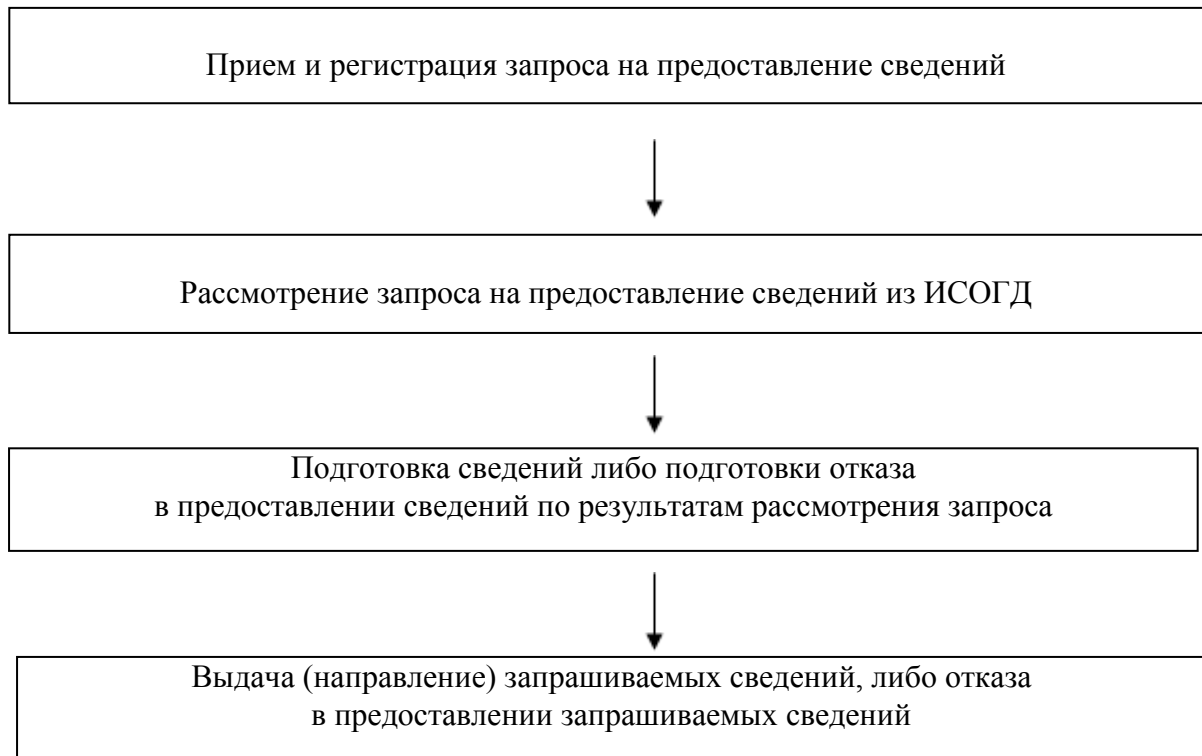 Прием и регистрация запроса на предоставление сведений
Рассмотрение запроса на предоставление сведений из ИСОГД
Подготовка сведений либо подготовки отказа
в предоставлении сведений по результатам рассмотрения запроса
Выдача (направление) запрашиваемых сведений, либо отказа
в предоставлении запрашиваемых сведений